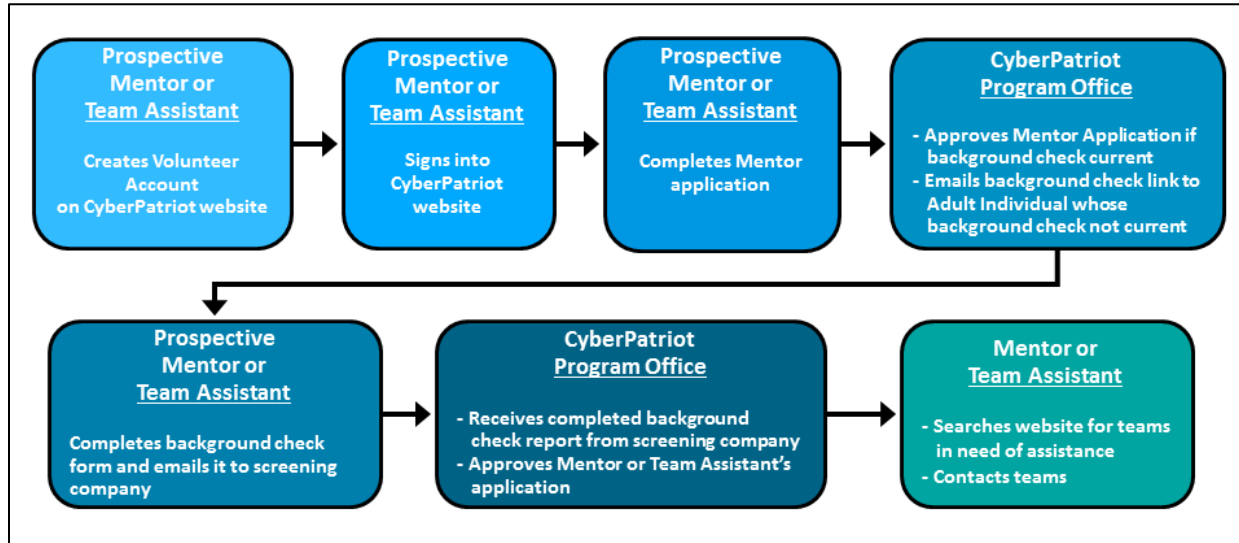 Prospective
Mentor or
Team Assistant
Creates Volunteer
Account
on CyberPatriot website
Prospective
Mentor or
Team Assistant
Signs into
CyberPatriot
website
Prospective
Mentor or
Team Assistant
Completes Mentor
application
CyberPatriot
Program Office
- Approves Mentor Application if
background check current
- Emails background check link to
Adult Individual whose
background check not current
Prospective
Mentor or
Team Assistant
Completes background check
form and emails it to screening
company
CyberPatriot
Program Office
- Receives completed background
check report from screening company
- Approves Mentor or Team Assistant’s
application
Mentor or
Team Assistant
- Searches website for teams
in need of assistance
- Contacts teams